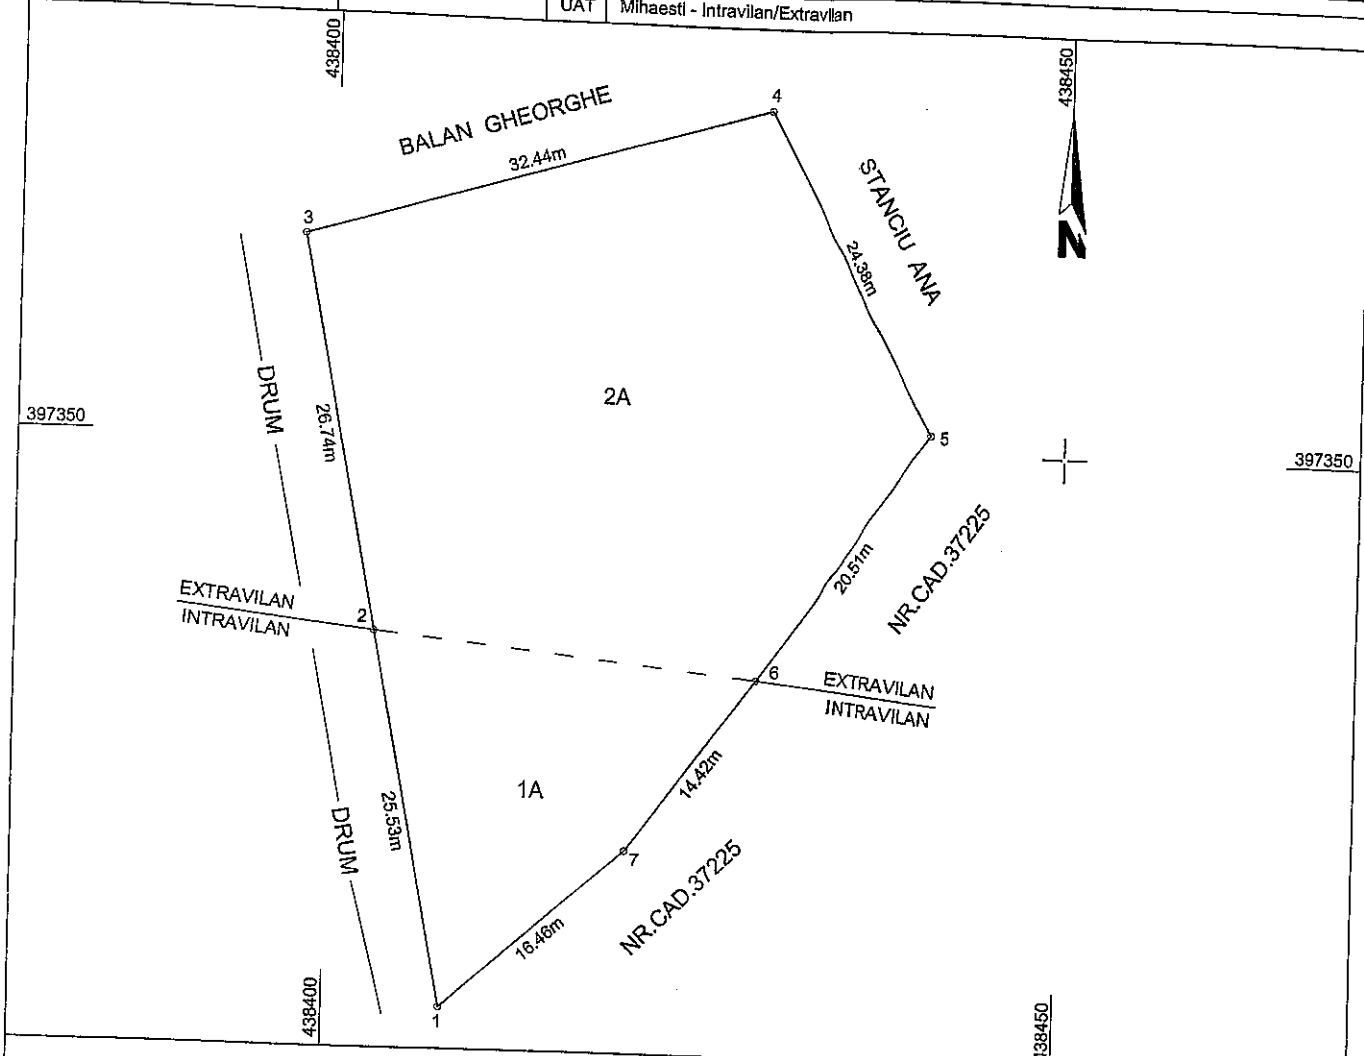 UAT Mihaesti - Intravilan/Extravilan
438400
438450
BALAN GHEORGHE
4
32.44m
STANCIU ANA
3
24.38m
N
DRUM
2A
397350
26.74m
5
397350
20.51m
NR.CAD.37225
EXTRAVILAN
INTRAVILAN
2
6
EXTRAVILAN
INTRAVILAN
14.42m
1A
25.53m
DRUM
7
NR.CAD.37225
16.46m
438400
1
438450